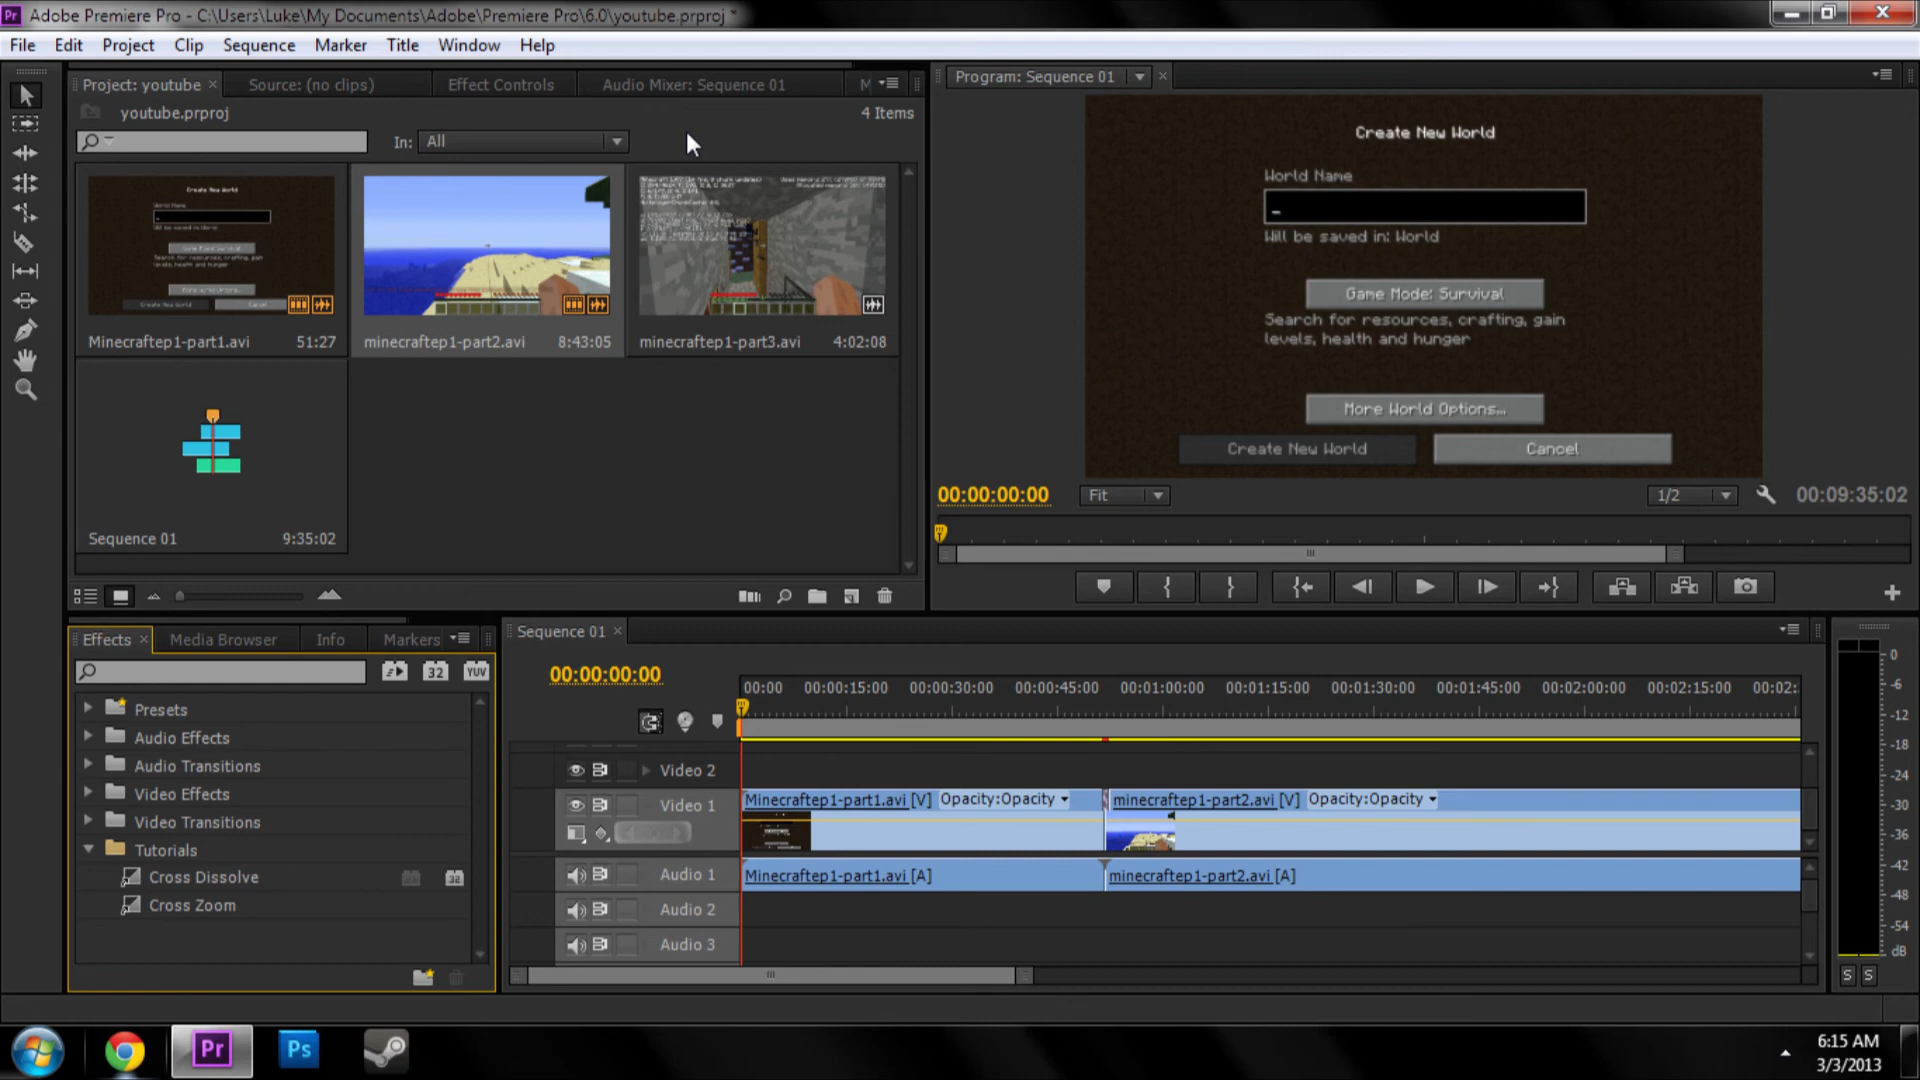 Pr Adobe Premiere Pro - C:\Users\Luke\My Documents\Adobe\Premiere Pro\6.0\youtube.prproj *
File Edit Project Clip Sequence Marker Title Window Help
Project: youtube Source: (no clips) Effect Controls Audio Mixer: Sequence 01 M
youtube.prproj 4 Items
In: All
Minecraftep1-part1.avi 51:27
minecraftep1-part2.avi 8:43:05
minecraftep1-part3.avi 4:02:08
Sequence 01 9:35:02
Program: Sequence 01
Create New World
World Name
_
Will be saved in: World
Game Mode: Survival
Search for resources, crafting, gain
levels, health and hunger
More World Options...
Create New World Cancel
00:00:00:00 Fit 1/2 00:09:35:02
Effects Media Browser Info Markers
32 YUV
Presets
Audio Effects
Audio Transitions
Video Effects
Video Transitions
Tutorials
Cross Dissolve 32
Cross Zoom
Sequence 01
00:00:00:00
00:00 00:00:15:00 00:00:30:00 00:00:45:00 00:01:00:00 00:01:15:00 00:01:30:00 00:01:45:00 00:02:00:00 00:02:15:00 00:02:
Video 2
Video 1 Minecraftep1-part1.avi [V] Opacity:Opacity minecraftep1-part2.avi [V] Opacity:Opacity
Audio 1 Minecraftep1-part1.avi [A] minecraftep1-part2.avi [A]
Audio 2
Audio 3
0
-6
-12
-18
-24
-30
-36
-42
-48
-54
dB
S S
Pr Ps
6:15 AM
3/3/2013